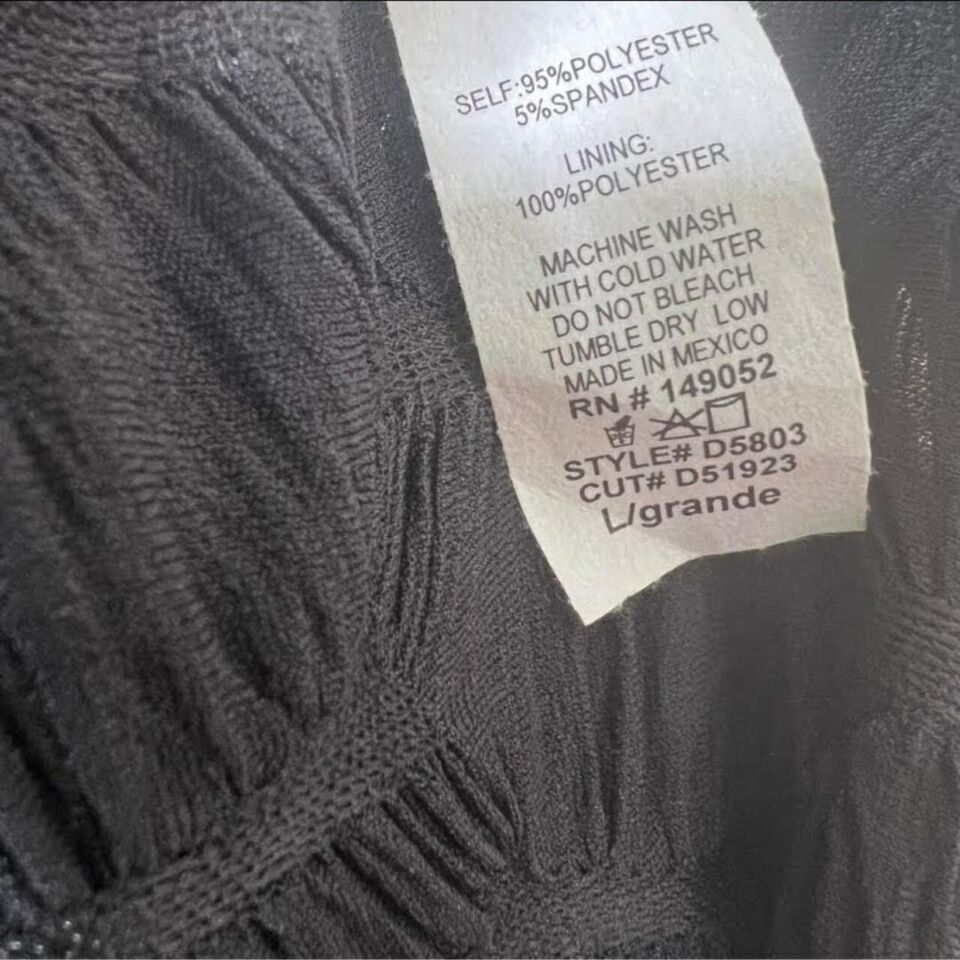 SELF:95%POLYESTER
5%SPANDEX
LINING:
100%POLYESTER
MACHINE WASH
WITH COLD WATER
DO NOT BLEACH
TUMBLE DRY LOW
MADE IN MEXICO
RN # 149052
STYLE# D5803
CUT# D51923
L/grande